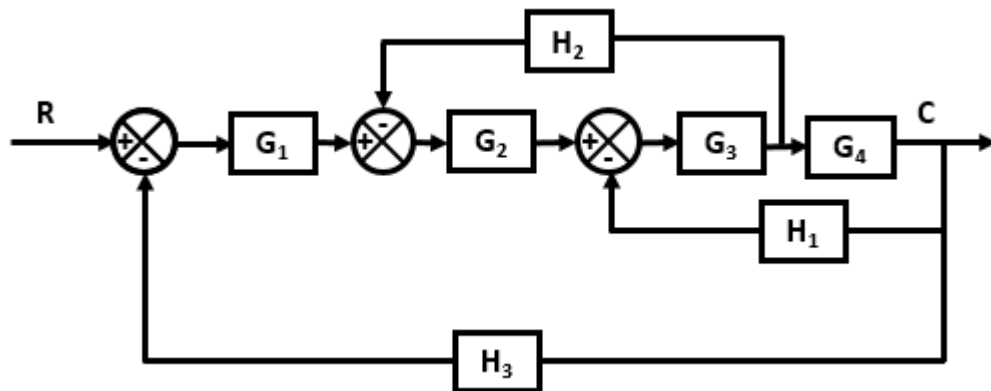 H₂
R
C
+
-
G₁
-
+
G₂
+
-
G₃
G₄
H₁
H₃